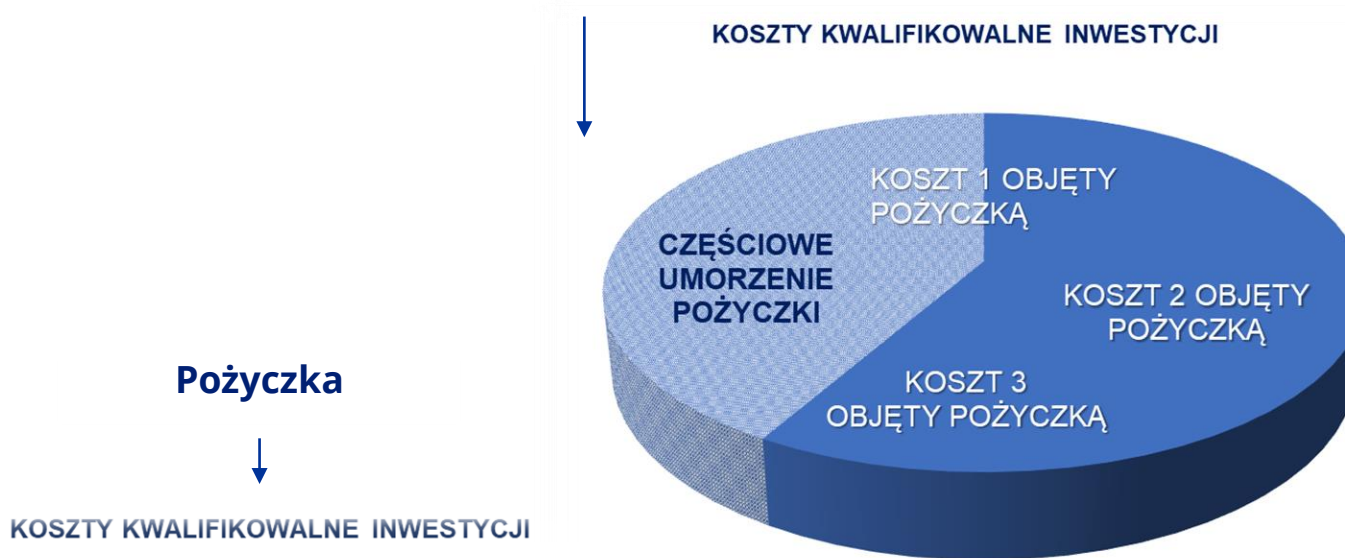 KOSZTY KWALIFIKOWALNE INWESTYCJI
KOSZT 1 OBJĘTY
POŻYCZKĄ
CZĘŚCIOWE
UMORZENIE
POŻYCZKI
KOSZT 2 OBJĘTY
POŻYCZKĄ
KOSZT 3
OBJĘTY POŻYCZKĄ
Pożyczka
KOSZTY KWALIFIKOWALNE INWESTYCJI